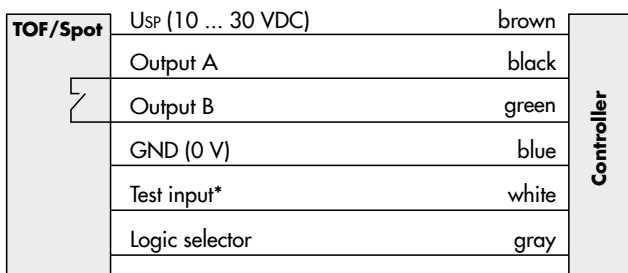 TOF/Spot
USP (10 ... 30 VDC) brown
Output A black
Output B green
GND (0 V) blue
Test input* white
Logic selector gray
Controller